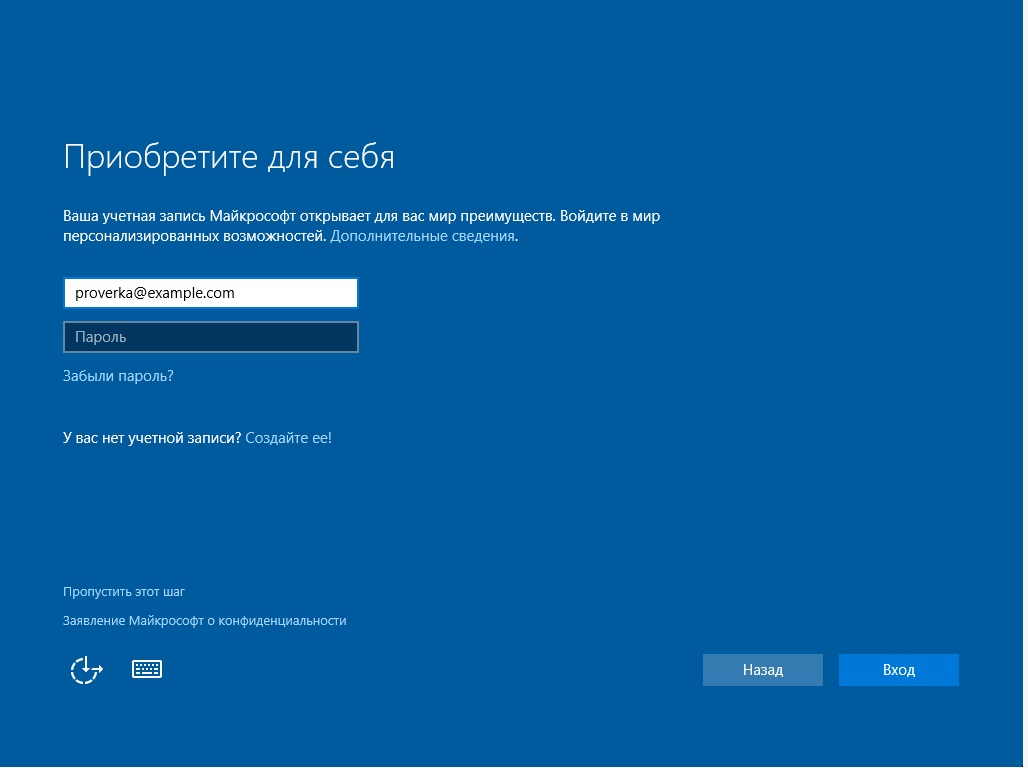 Приобретите для себя
Ваша учетная запись Майкрософт открывает для вас мир преимуществ. Войдите в мир
персонализированных возможностей. Дополнительные сведения.
proverka@example.com
Пароль
Забыли пароль?
У вас нет учетной записи? Создайте ее!
Пропустить этот шаг
Заявление Майкрософт о конфиденциальности
Назад
Вход